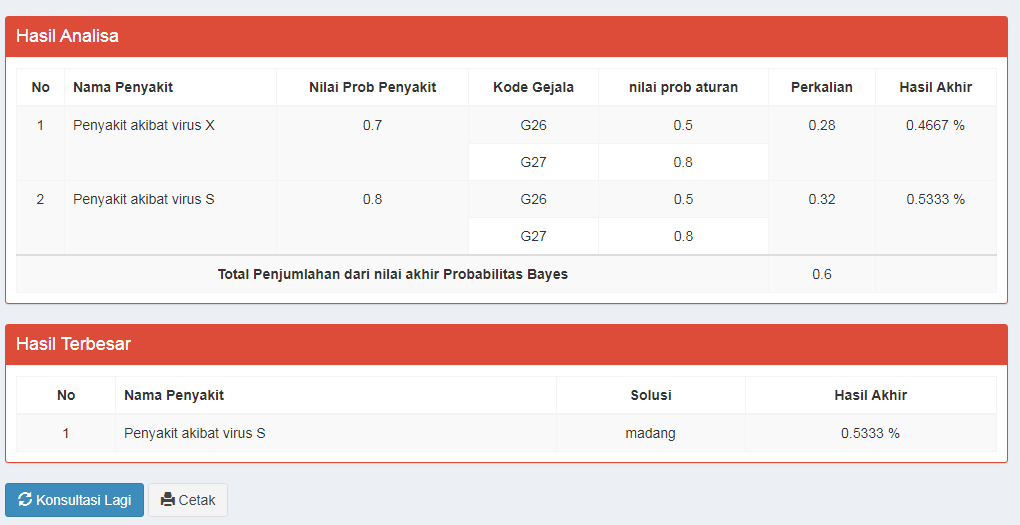 Hasil Analisa
No Nama Penyakit Nilai Prob Penyakit Kode Gejala nilai prob aturan Perkalian Hasil Akhir
1 Penyakit akibat virus X 0.7 G26 0.5 0.28 0.4667 %
G27 0.8
2 Penyakit akibat virus S 0.8 G26 0.5 0.32 0.5333 %
G27 0.8
Total Penjumlahan dari nilai akhir Probabilitas Bayes 0.6
Hasil Terbesar
No Nama Penyakit Solusi Hasil Akhir
1 Penyakit akibat virus S madang 0.5333 %
Konsultasi Lagi Cetak